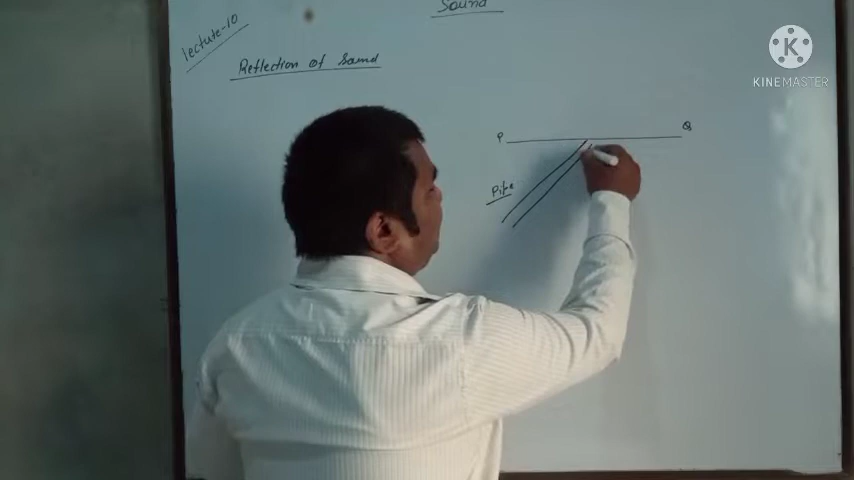 Sound
Lecture-10
Reflection of Sound
P
Q
Pipe
K
KINEMASTER